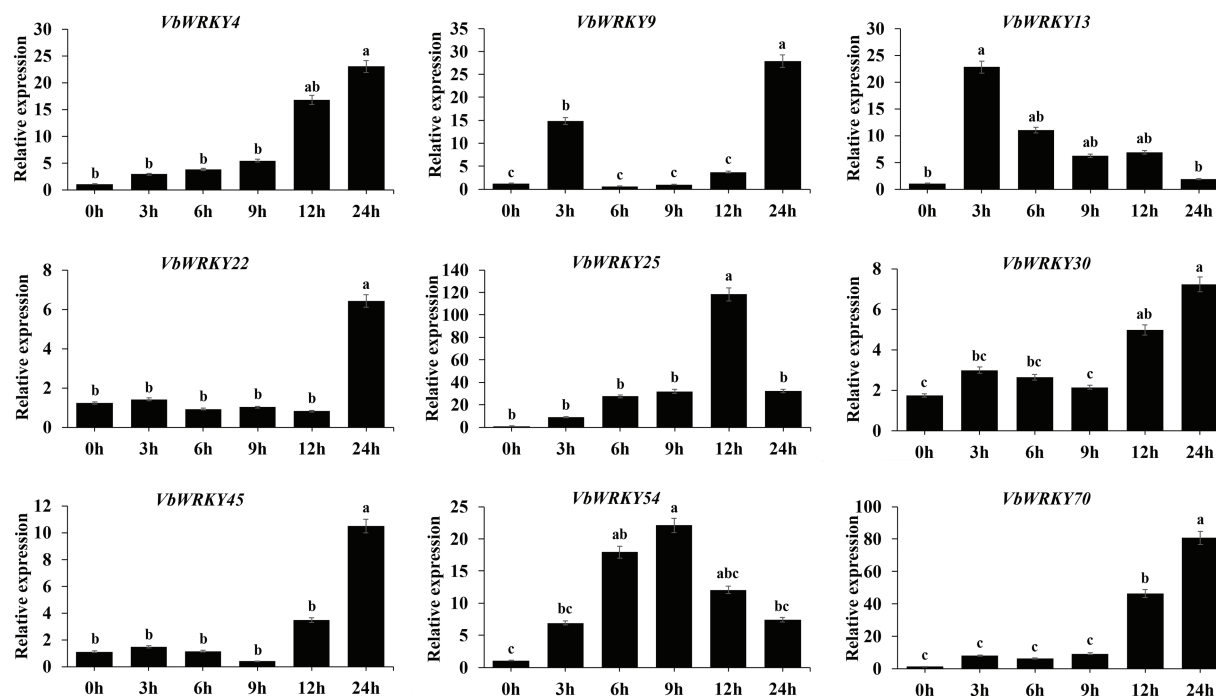 VbWRKY4
Relative expression
30
25
20
15
10
5
0
b b b b ab a
0h 3h 6h 9h 12h 24h
VbWRKY9
Relative expression
35
30
25
20
15
10
5
0
c b c c c a
0h 3h 6h 9h 12h 24h
VbWRKY13
Relative expression
30
25
20
15
10
5
0
b a ab ab ab b
0h 3h 6h 9h 12h 24h
VbWRKY22
Relative expression
8
6
4
2
0
b b b b b a
0h 3h 6h 9h 12h 24h
VbWRKY25
Relative expression
140
120
100
80
60
40
20
0
b b b b a b
0h 3h 6h 9h 12h 24h
VbWRKY30
Relative expression
8
6
4
2
0
c bc bc c ab a
0h 3h 6h 9h 12h 24h
VbWRKY45
Relative expression
12
10
8
6
4
2
0
b b b b b a
0h 3h 6h 9h 12h 24h
VbWRKY54
Relative expression
25
20
15
10
5
0
c bc ab a abc bc
0h 3h 6h 9h 12h 24h
VbWRKY70
Relative expression
100
80
60
40
20
0
c c c c b a
0h 3h 6h 9h 12h 24h